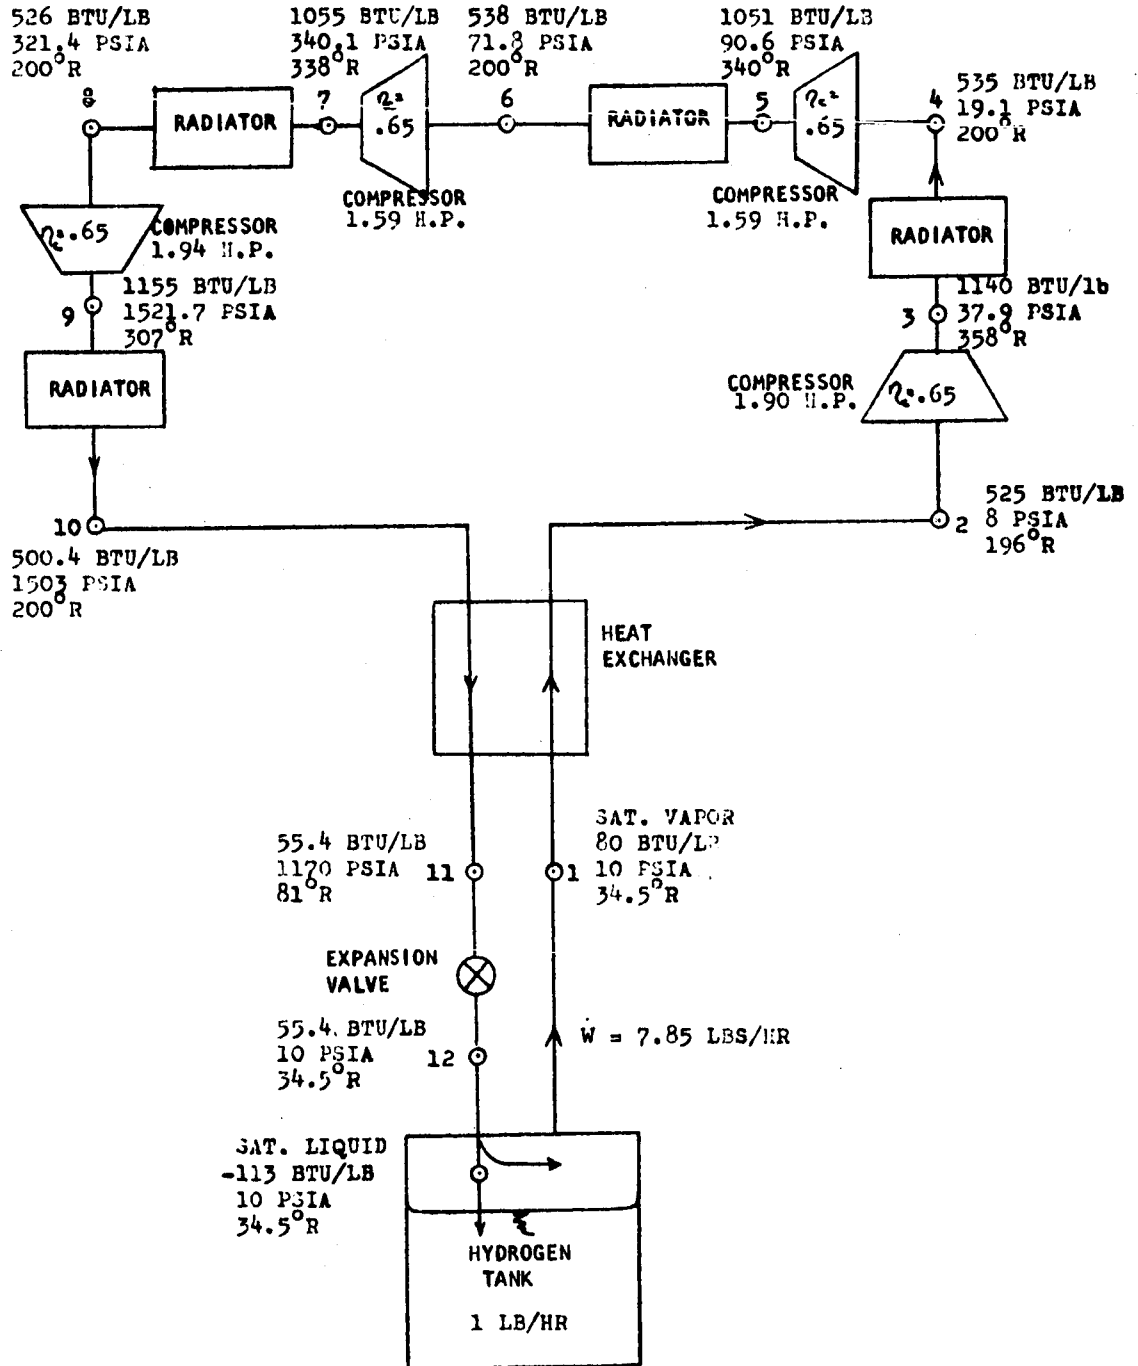 526 BTU/LB
321.4 PSIA
200°R
8
RADIATOR
1055 BTU/LB
340.1 PSIA
338°R
7
ηc=
.65
COMPRESSOR
1.59 H.P.
538 BTU/LB
71.8 PSIA
200°R
6
RADIATOR
1051 BTU/LB
90.6 PSIA
340°R
5
ηc=
.65
COMPRESSOR
1.59 H.P.
4
535 BTU/LB
19.1 PSIA
200°R
RADIATOR
ηc=.65
COMPRESSOR
1.94 H.P.
9
1155 BTU/LB
1521.7 PSIA
307°R
RADIATOR
3
1140 BTU/lb
37.9 PSIA
358°R
COMPRESSOR
1.90 H.P.
ηc=.65
10
500.4 BTU/LB
1503 PSIA
200°R
2
525 BTU/LB
8 PSIA
196°R
HEAT
EXCHANGER
55.4 BTU/LB
1170 PSIA
81°R
11
1
SAT. VAPOR
80 BTU/LB
10 PSIA
34.5°R
EXPANSION
VALVE
55.4 BTU/LB
10 PSIA
34.5°R
12
Ẇ = 7.85 LBS/HR
SAT. LIQUID
-113 BTU/LB
10 PSIA
34.5°R
HYDROGEN
TANK
1 LB/HR